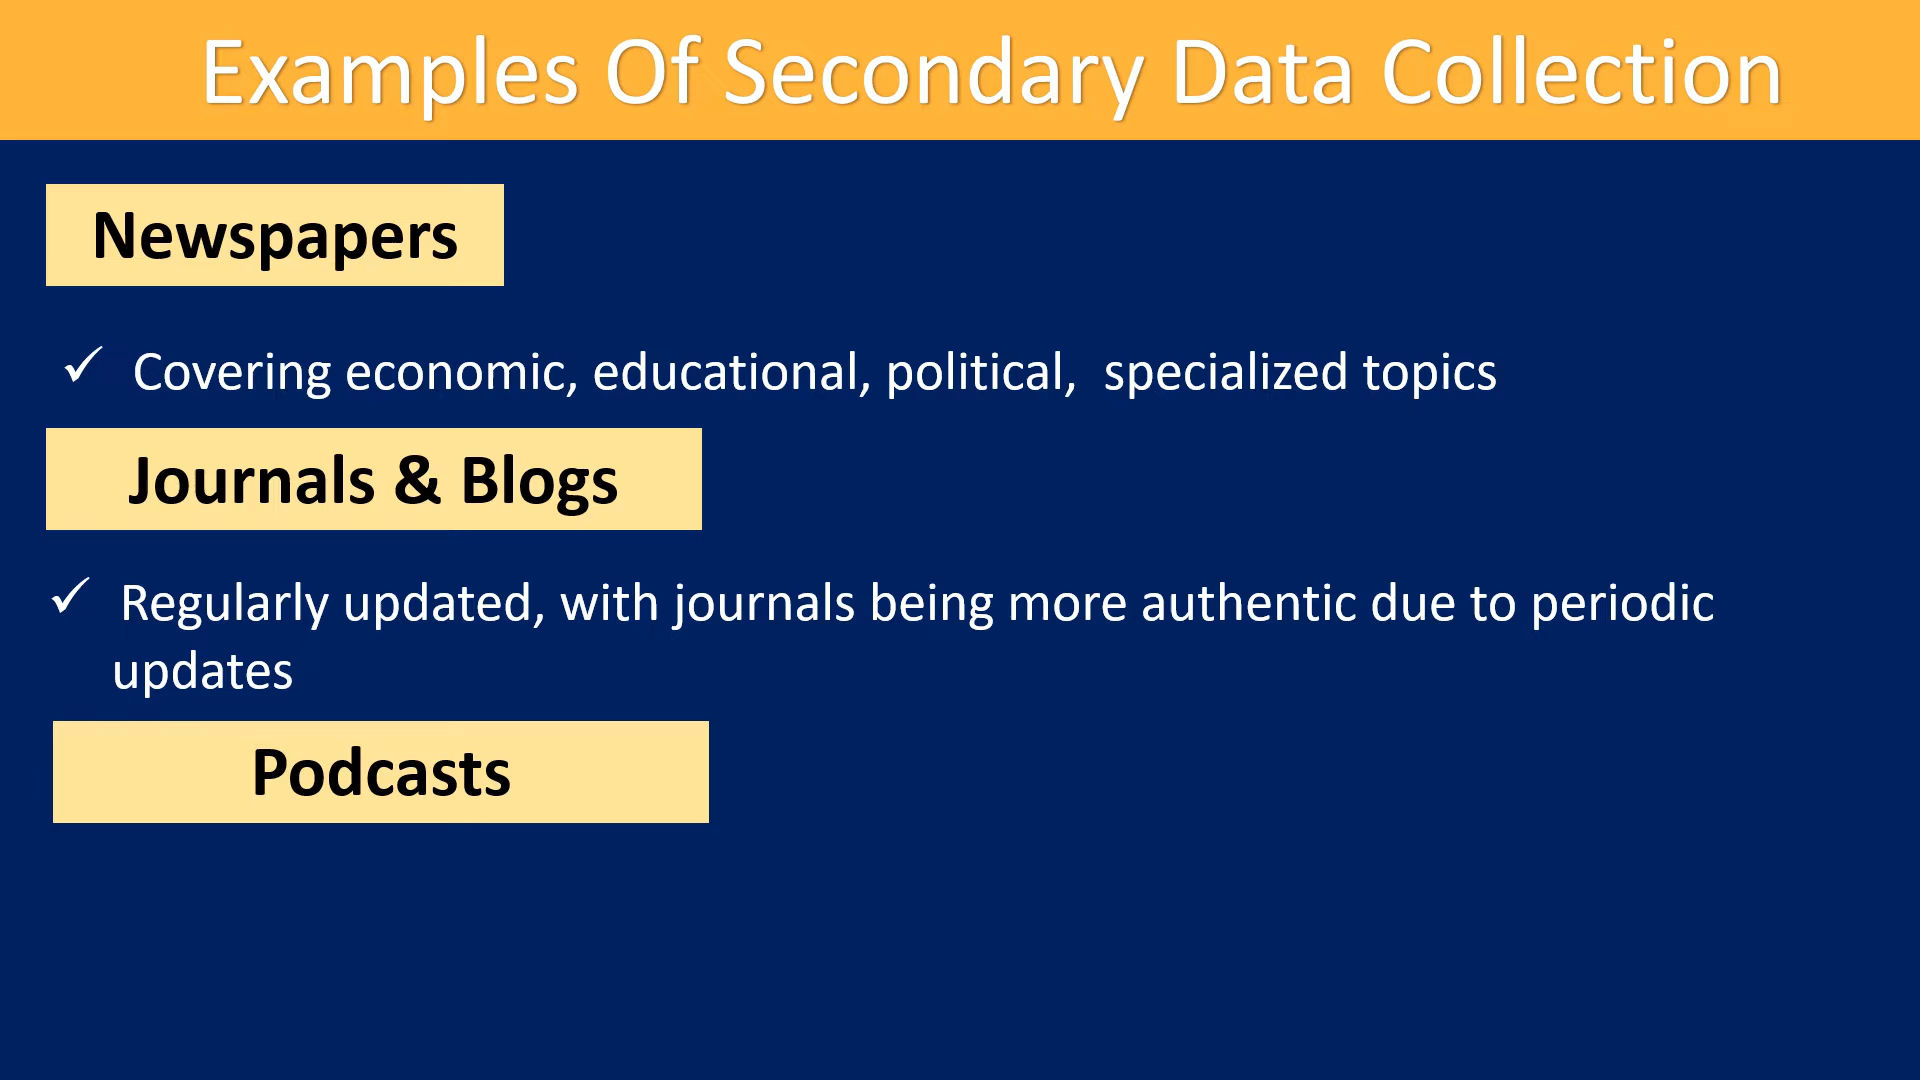 Examples Of Secondary Data Collection
Newspapers
✓ Covering economic, educational, political,  specialized topics
Journals & Blogs
✓ Regularly updated, with journals being more authentic due to periodic
updates
Podcasts